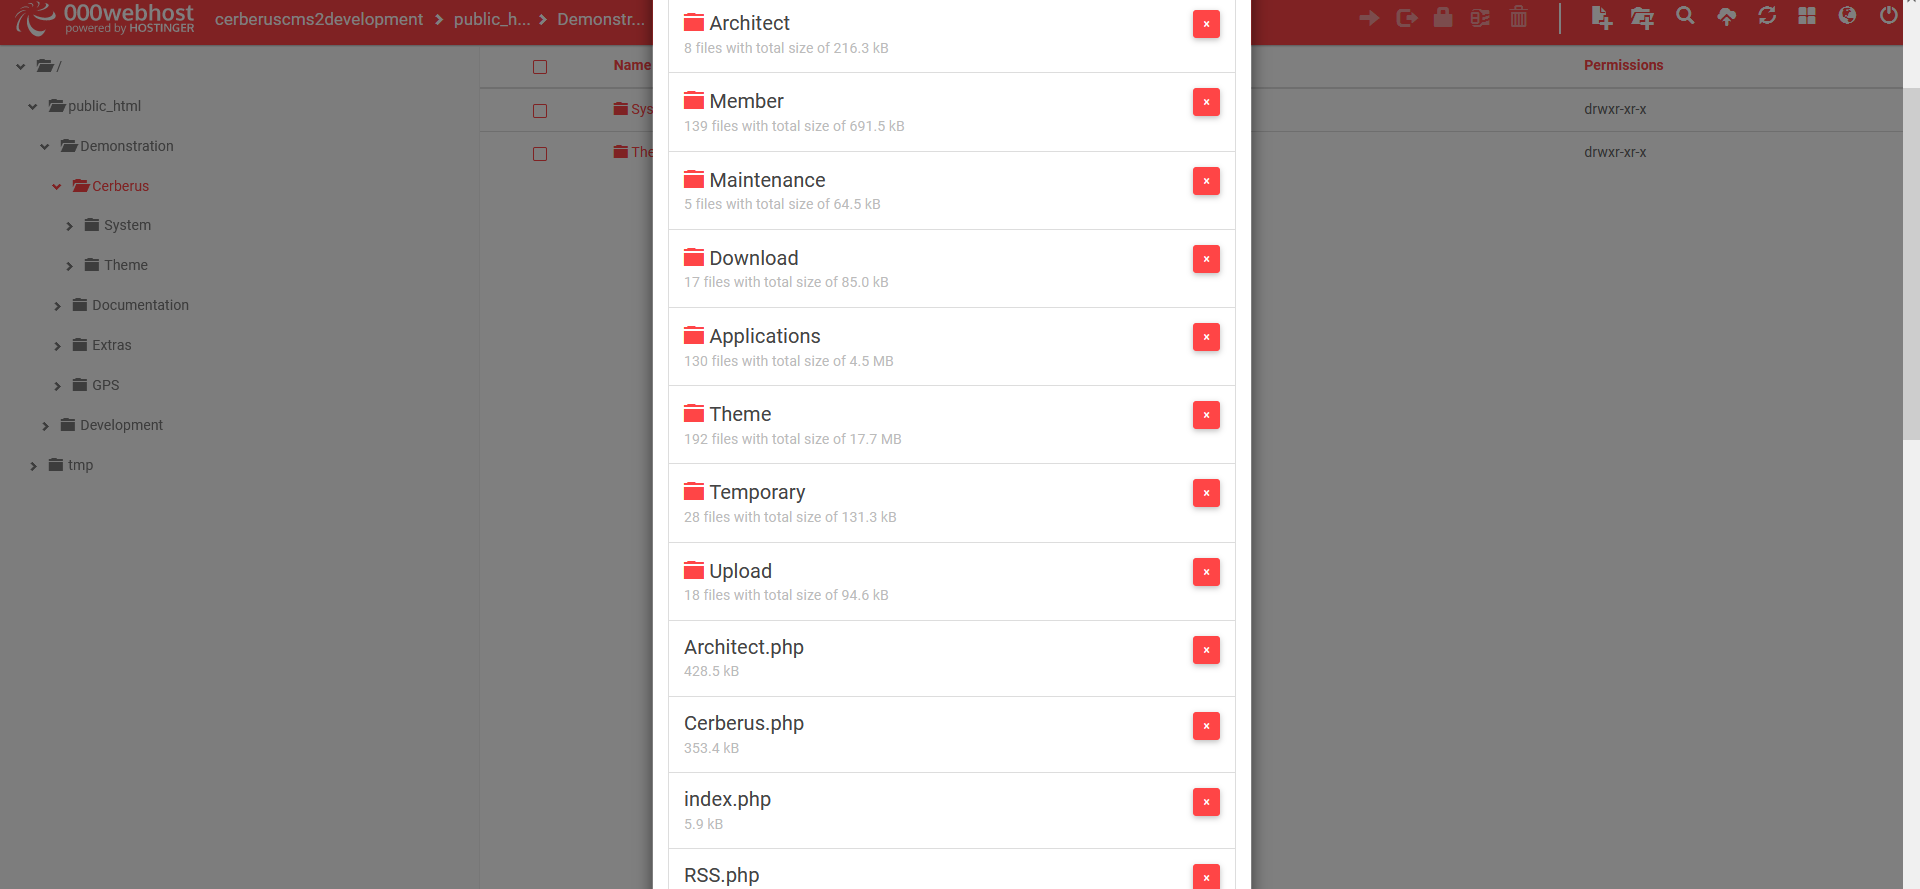 000webhost
powered by HOSTINGER
cerberuscms2development
public_h...
Demonstr...
/
public_html
Demonstration
Cerberus
System
Theme
Documentation
Extras
GPS
Development
tmp
Name
Sys
The
Architect
8 files with total size of 216.3 kB
Member
139 files with total size of 691.5 kB
Maintenance
5 files with total size of 64.5 kB
Download
17 files with total size of 85.0 kB
Applications
130 files with total size of 4.5 MB
Theme
192 files with total size of 17.7 MB
Temporary
28 files with total size of 131.3 kB
Upload
18 files with total size of 94.6 kB
Architect.php
428.5 kB
Cerberus.php
353.4 kB
index.php
5.9 kB
RSS.php
Permissions
drwxr-xr-x
drwxr-xr-x